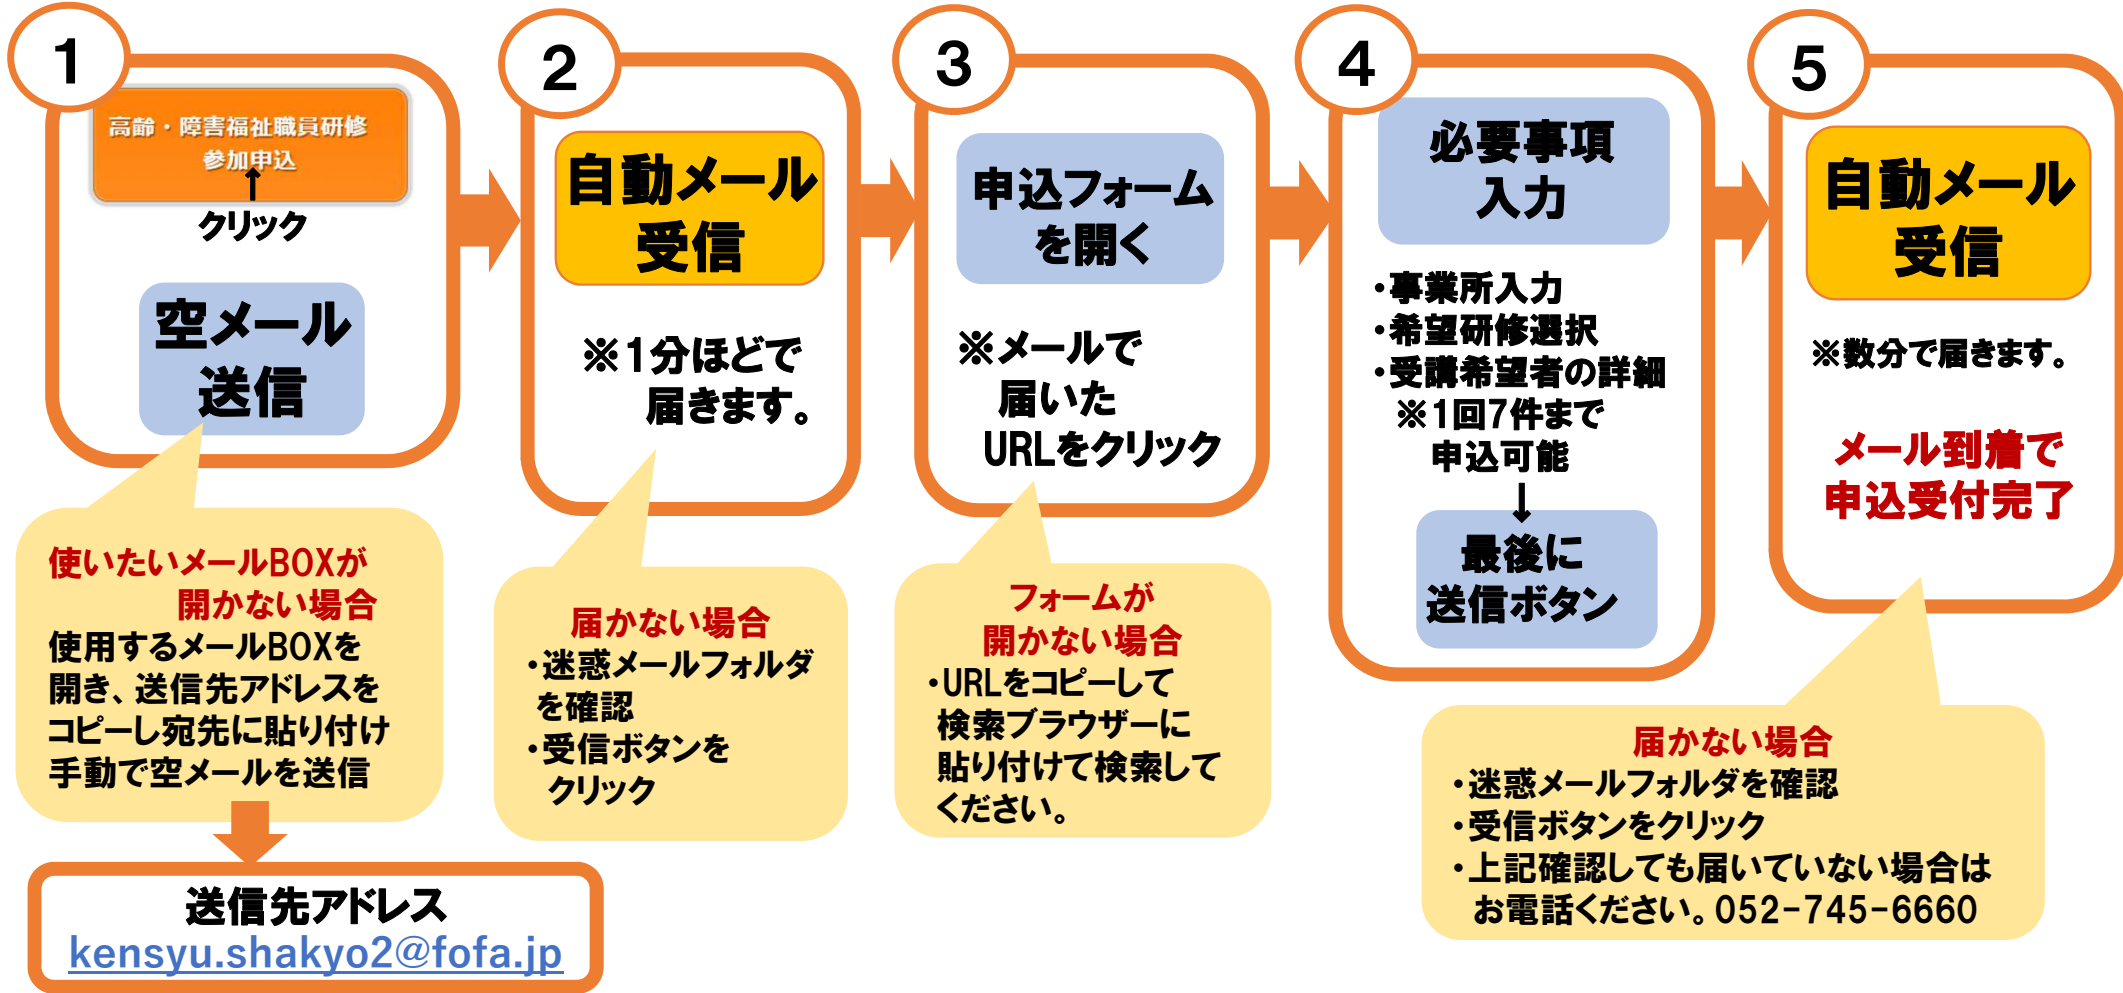 1
高齢・障害福祉職員研修
参加申込
↑
クリック
空メール
送信
使いたいメールBOXが
開かない場合
使用するメールBOXを
開き、送信先アドレスを
コピーし宛先に貼り付け
手動で空メールを送信
送信先アドレス
kensyu.shakyo2@fofa.jp
2
自動メール
受信
※1分ほどで
届きます。
届かない場合
・迷惑メールフォルダ
を確認
・受信ボタンを
クリック
3
申込フォーム
を開く
※メールで
届いた
URLをクリック
フォームが
開かない場合
・URLをコピーして
検索ブラウザーに
貼り付けて検索して
ください。
4
必要事項
入力
・事業所入力
・希望研修選択
・受講希望者の詳細
※1回7件まで
申込可能
↓
最後に
送信ボタン
5
自動メール
受信
※数分で届きます。
メール到着で
申込受付完了
届かない場合
・迷惑メールフォルダを確認
・受信ボタンをクリック
・上記確認しても届いていない場合は
お電話ください。052-745-6660